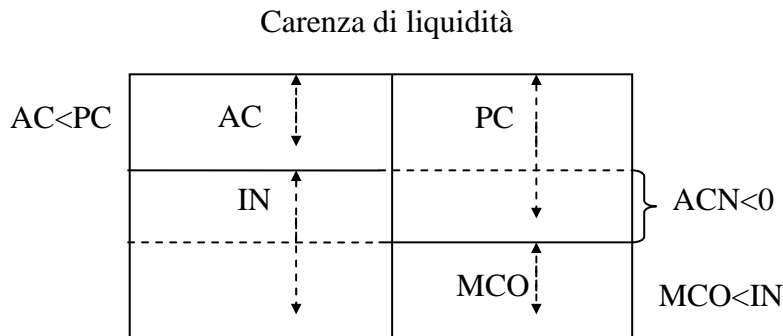 Carenza di liquidità
AC<PC
AC
PC
IN
ACN<0
MCO
MCO<IN